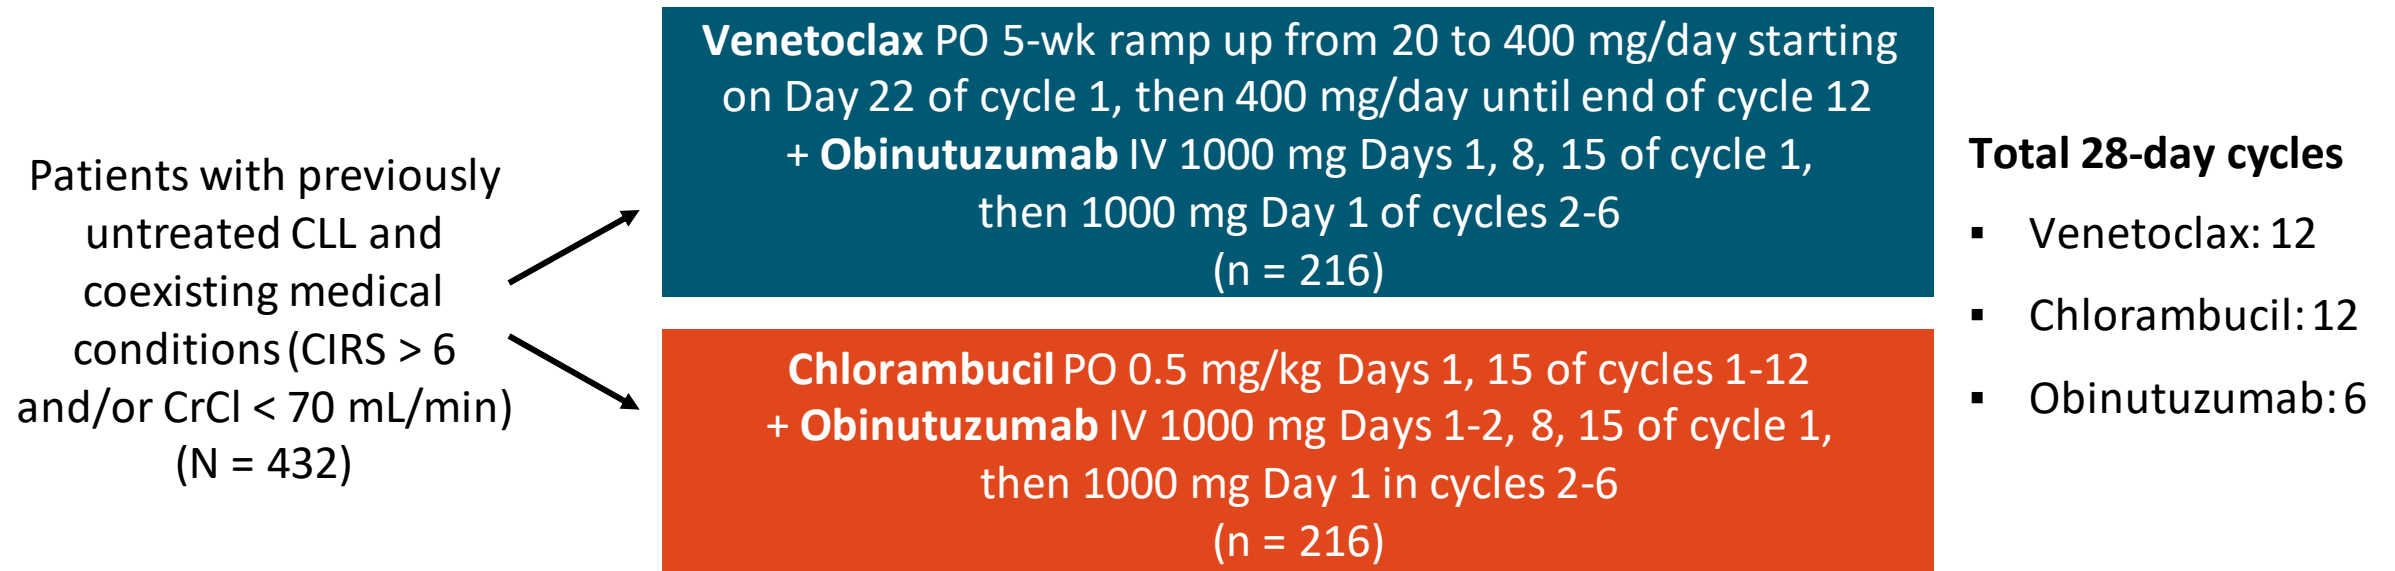 Patients with previously
untreated CLL and
coexisting medical
conditions (CIRS > 6
and/or CrCl < 70 mL/min)
(N = 432)
Venetoclax PO 5-wk ramp up from 20 to 400 mg/day starting
on Day 22 of cycle 1, then 400 mg/day until end of cycle 12
+ Obinutuzumab IV 1000 mg Days 1, 8, 15 of cycle 1,
then 1000 mg Day 1 of cycles 2-6
(n = 216)
Chlorambucil PO 0.5 mg/kg Days 1, 15 of cycles 1-12
+ Obinutuzumab IV 1000 mg Days 1-2, 8, 15 of cycle 1,
then 1000 mg Day 1 in cycles 2-6
(n = 216)
Total 28-day cycles
▪ Venetoclax: 12
▪ Chlorambucil: 12
▪ Obinutuzumab: 6